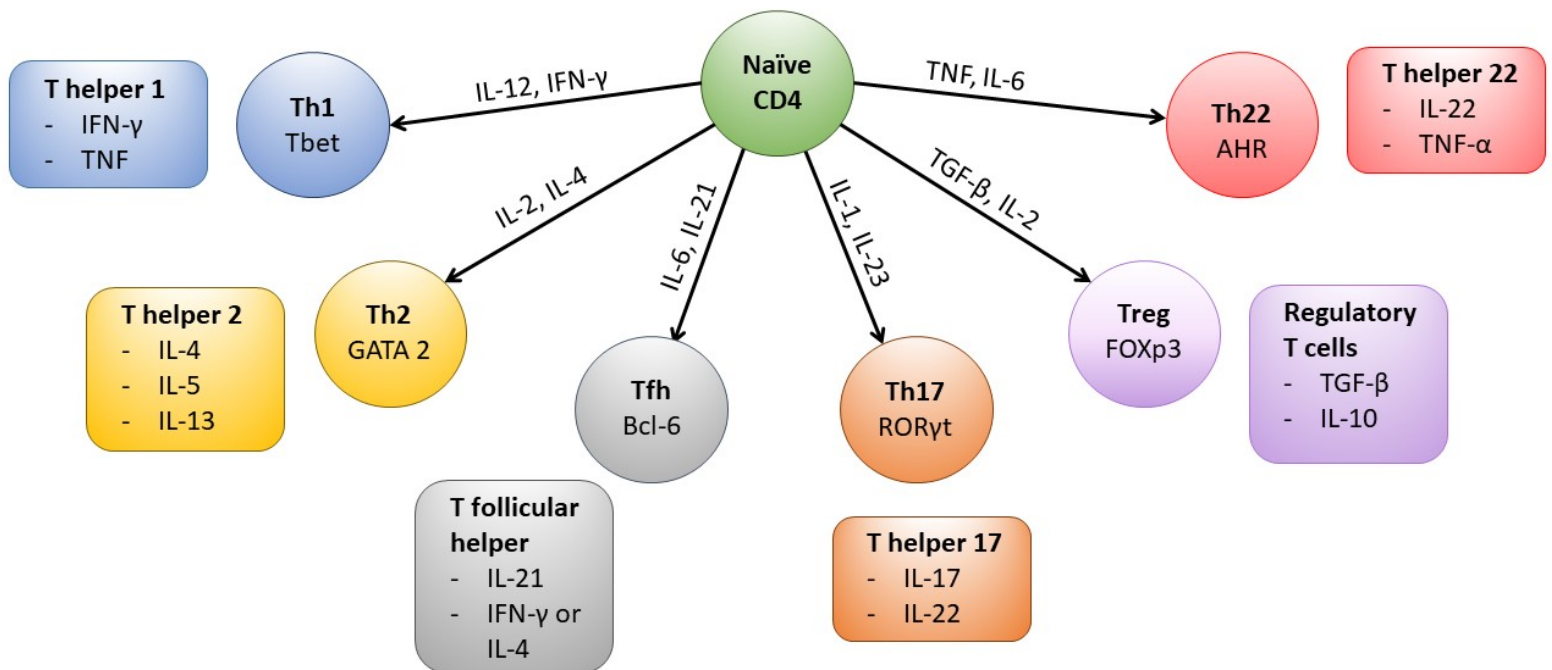 Naïve
CD4
IL-12, IFN-γ
TNF, IL-6
IL-2, IL-4
IL-6, IL-21
IL-1, IL-23
TGF-β, IL-2
T helper 1
- IFN-γ
- TNF
Th1
Tbet
Th22
AHR
T helper 22
- IL-22
- TNF-α
T helper 2
- IL-4
- IL-5
- IL-13
Th2
GATA 2
Tfh
Bcl-6
Th17
RORγt
Treg
FOXp3
Regulatory
T cells
- TGF-β
- IL-10
T follicular
helper
- IL-21
- IFN-γ or
IL-4
T helper 17
- IL-17
- IL-22